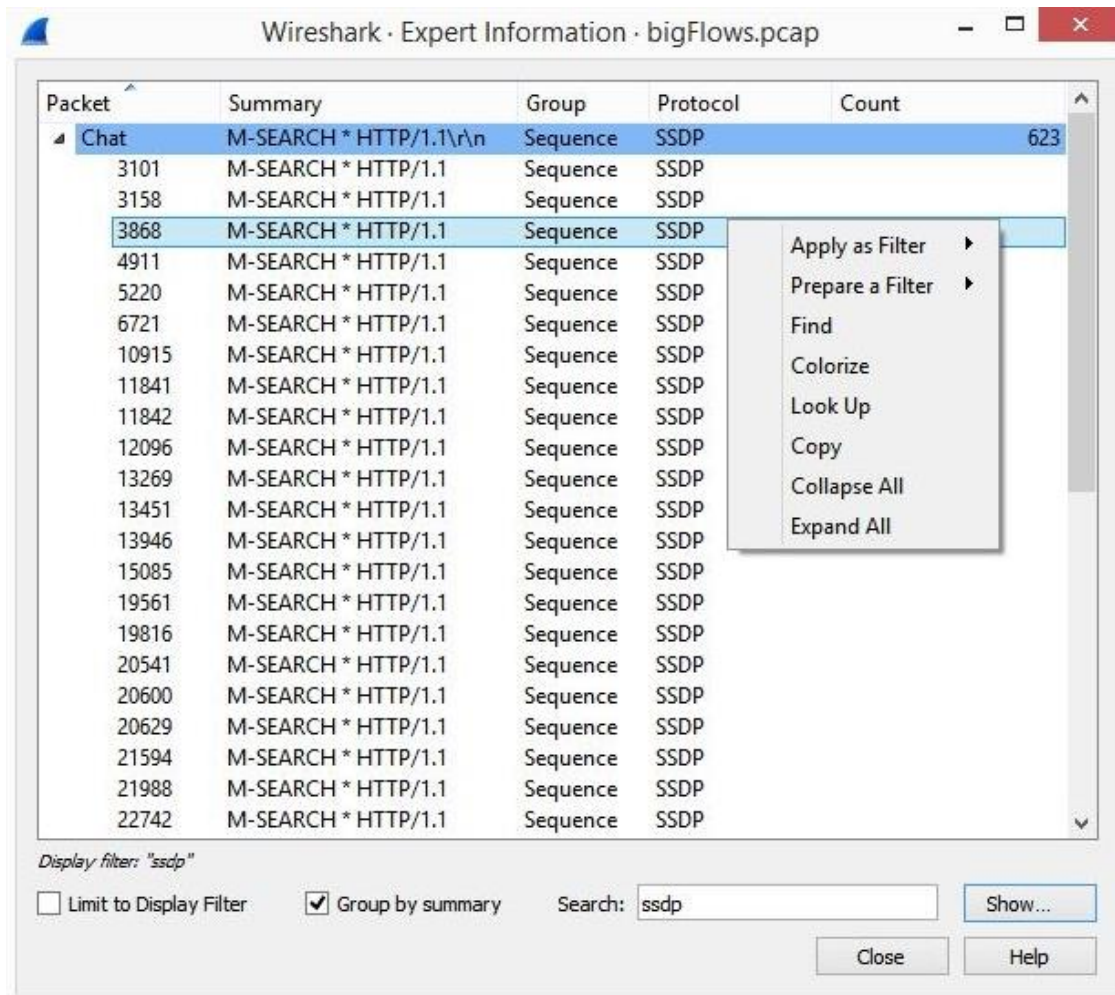 Wireshark · Expert Information · bigFlows.pcap
Packet Summary Group Protocol Count
Chat M-SEARCH * HTTP/1.1\r\n Sequence SSDP 623
3101 M-SEARCH * HTTP/1.1 Sequence SSDP
3158 M-SEARCH * HTTP/1.1 Sequence SSDP
3868 M-SEARCH * HTTP/1.1 Sequence SSDP
4911 M-SEARCH * HTTP/1.1 Sequence SSDP
5220 M-SEARCH * HTTP/1.1 Sequence SSDP
6721 M-SEARCH * HTTP/1.1 Sequence SSDP
10915 M-SEARCH * HTTP/1.1 Sequence SSDP
11841 M-SEARCH * HTTP/1.1 Sequence SSDP
11842 M-SEARCH * HTTP/1.1 Sequence SSDP
12096 M-SEARCH * HTTP/1.1 Sequence SSDP
13269 M-SEARCH * HTTP/1.1 Sequence SSDP
13451 M-SEARCH * HTTP/1.1 Sequence SSDP
13946 M-SEARCH * HTTP/1.1 Sequence SSDP
15085 M-SEARCH * HTTP/1.1 Sequence SSDP
19561 M-SEARCH * HTTP/1.1 Sequence SSDP
19816 M-SEARCH * HTTP/1.1 Sequence SSDP
20541 M-SEARCH * HTTP/1.1 Sequence SSDP
20600 M-SEARCH * HTTP/1.1 Sequence SSDP
20629 M-SEARCH * HTTP/1.1 Sequence SSDP
21594 M-SEARCH * HTTP/1.1 Sequence SSDP
21988 M-SEARCH * HTTP/1.1 Sequence SSDP
22742 M-SEARCH * HTTP/1.1 Sequence SSDP
Apply as Filter
Prepare a Filter
Find
Colorize
Look Up
Copy
Collapse All
Expand All
Display filter: "ssdp"
Limit to Display Filter Group by summary Search: ssdp Show...
Close Help